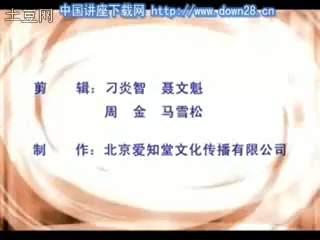 中国讲座下载网 http://www.down28.cn
土豆网
剪 辑：刁炎智 聂文魁
周 金 马雪松
制 作：北京爱知堂文化传播有限公司